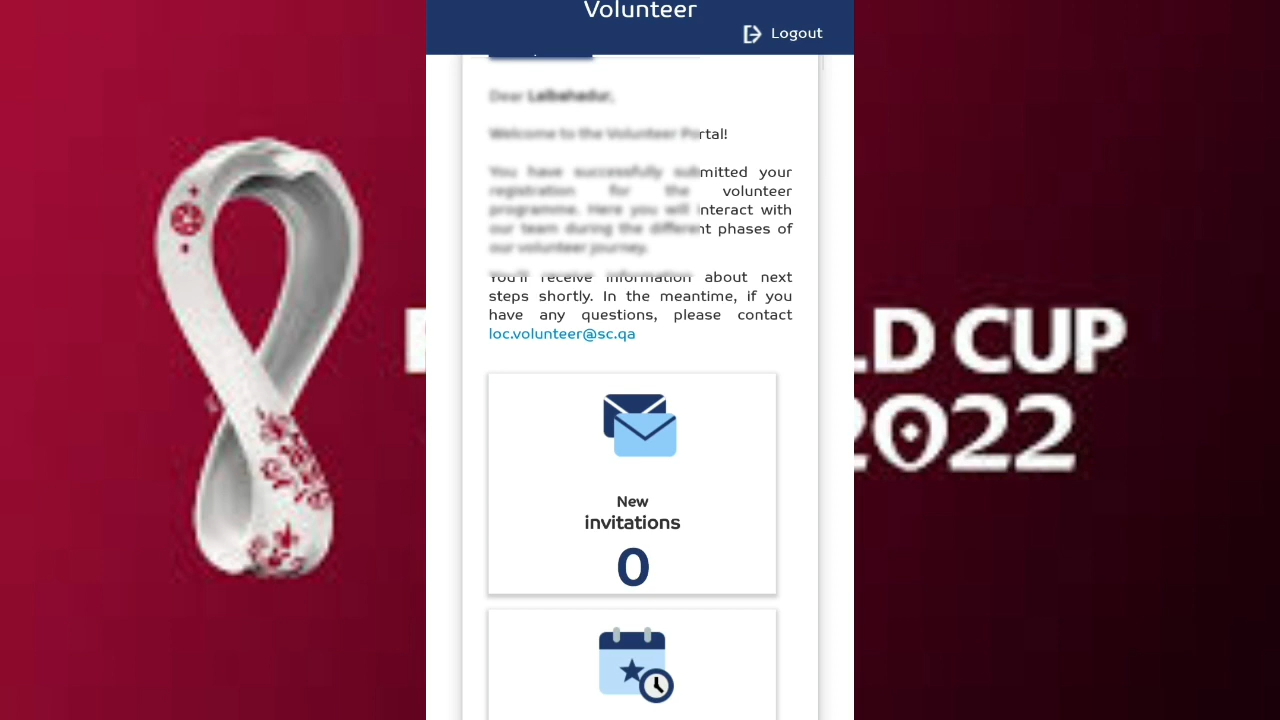 Volunteer
Logout
Dear Lalbahadur,
Welcome to the Volunteer Portal!
You have successfully submitted your
registration for the volunteer
programme. Here you will interact with
our team during the different phases of
our volunteer journey.
You'll receive information about next
steps shortly. In the meantime, if you
have any questions, please contact
loc.volunteer@sc.qa
LD CUP
2022
New
invitations
0